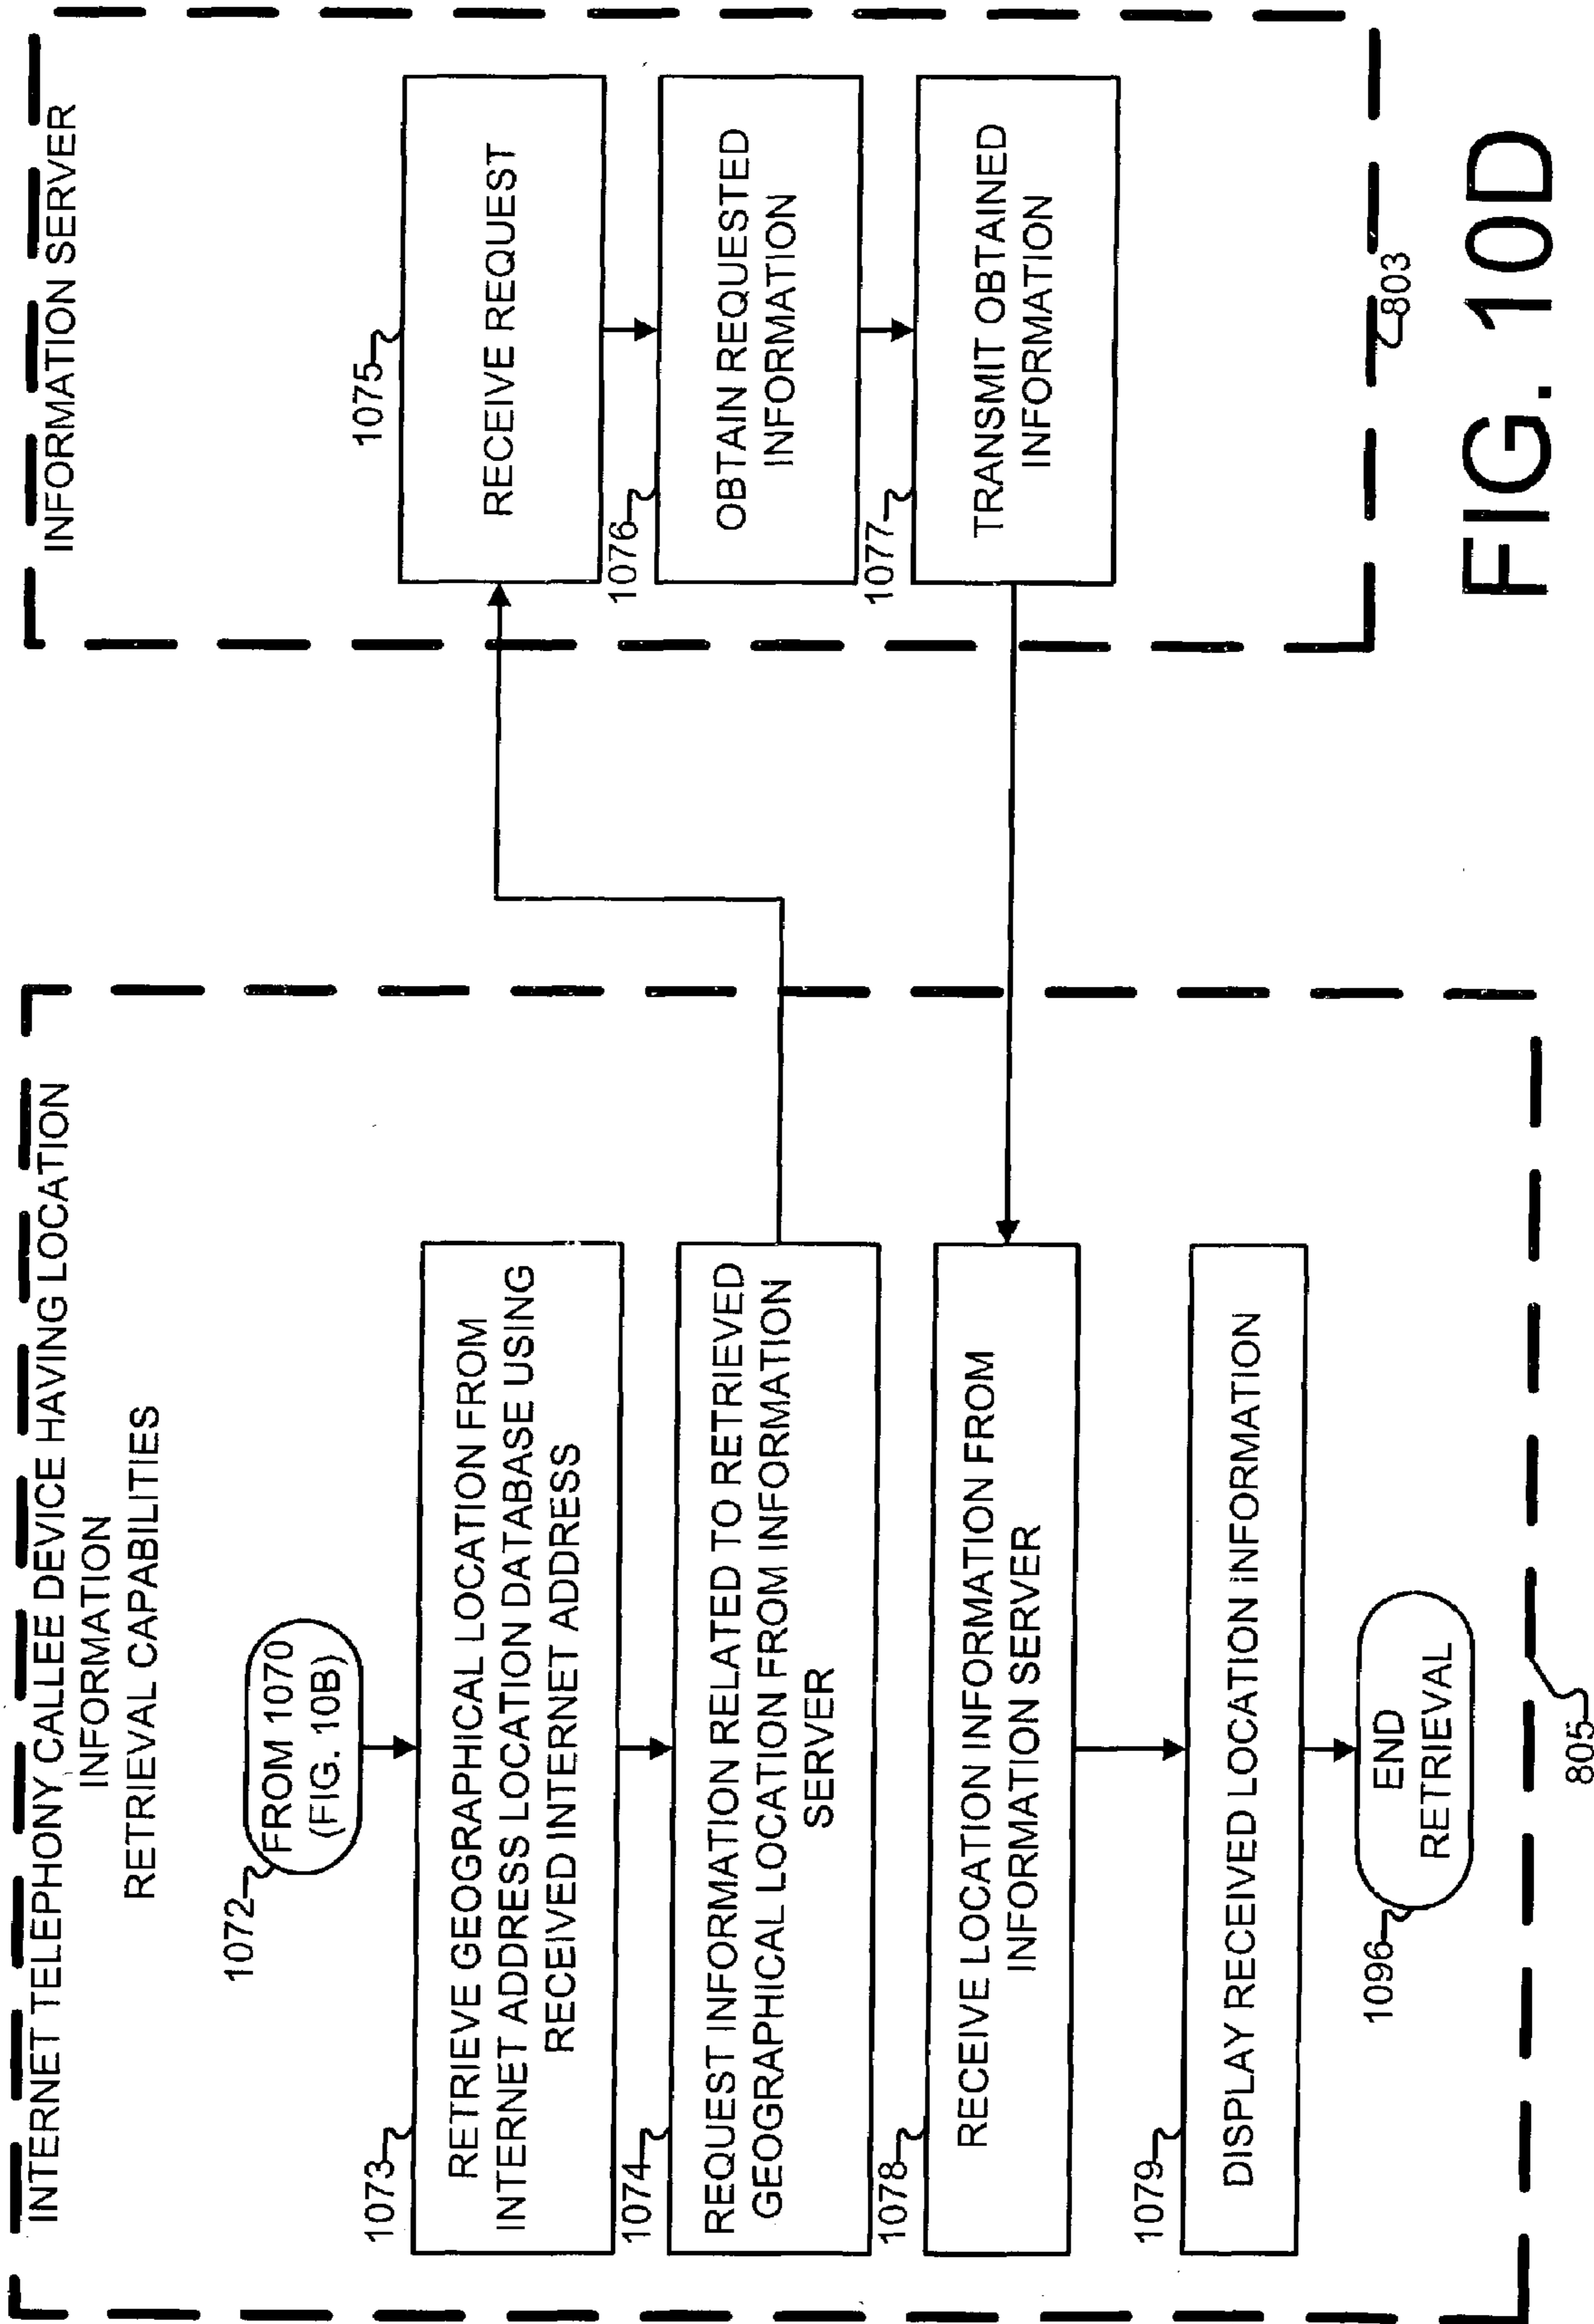 INTERNET TELEPHONY CALLEE DEVICE HAVING LOCATION
INFORMATION
RETRIEVAL CAPABILITIES
1072
FROM 1070
(FIG. 10B)
1073
RETRIEVE GEOGRAPHICAL LOCATION FROM
INTERNET ADDRESS LOCATION DATABASE USING
RECEIVED INTERNET ADDRESS
1074
REQUEST INFORMATION RELATED TO RETRIEVED
GEOGRAPHICAL LOCATION FROM INFORMATION
SERVER
1078
RECEIVE LOCATION INFORMATION FROM
INFORMATION SERVER
1079
DISPLAY RECEIVED LOCATION INFORMATION
1096
END
RETRIEVAL
805
INFORMATION SERVER
1075
RECEIVE REQUEST
1076
OBTAIN REQUESTED
INFORMATION
1077
TRANSMIT OBTAINED
INFORMATION
803
FIG. 10D